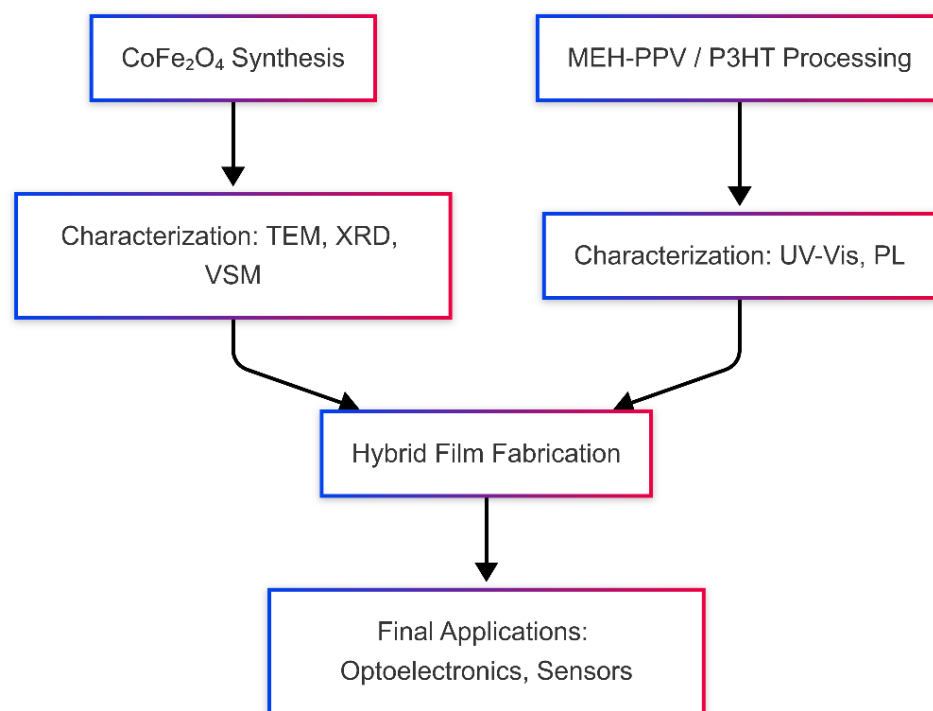 CoFe₂O₄ Synthesis
MEH-PPV / P3HT Processing
Characterization: TEM, XRD,
VSM
Characterization: UV-Vis, PL
Hybrid Film Fabrication
Final Applications:
Optoelectronics, Sensors